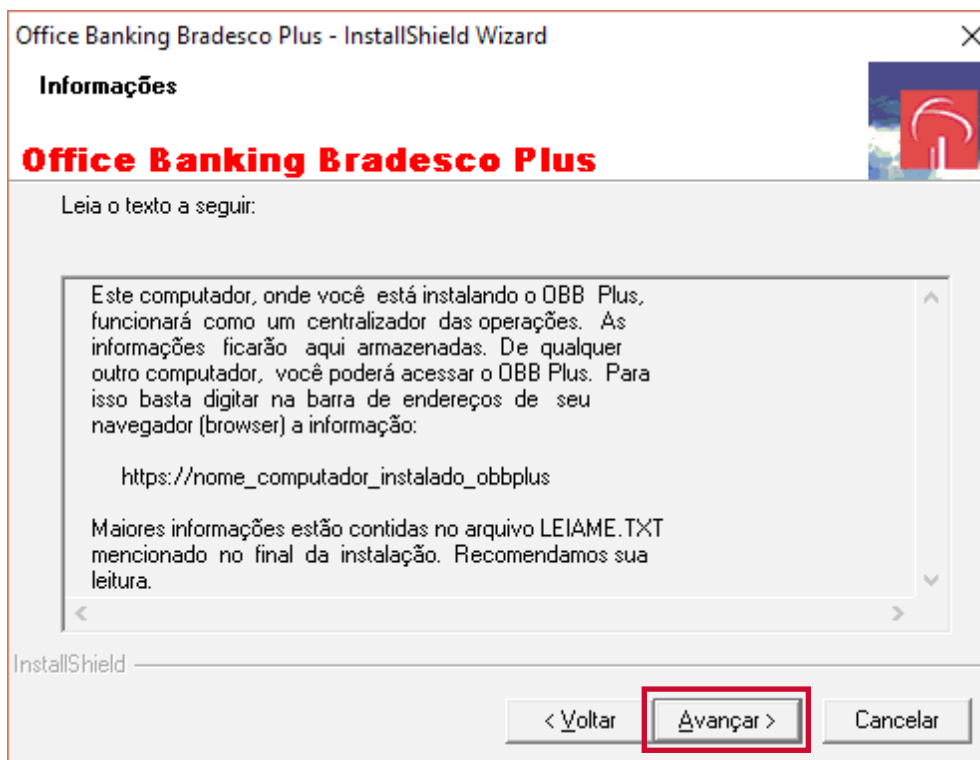 Office Banking Bradesco Plus - InstallShield Wizard
Informações
Office Banking Bradesco Plus
Leia o texto a seguir:
Este computador, onde você está instalando o OBB Plus,
funcionará como um centralizador das operações. As
informações ficarão aqui armazenadas. De qualquer
outro computador, você poderá acessar o OBB Plus. Para
isso basta digitar na barra de endereços de seu
navegador (browser) a informação:
https://nome_computador_instalado_obbplus
Maiores informações estão contidas no arquivo LEIAME.TXT
mencionado no final da instalação. Recomendamos sua
leitura.
InstallShield
< Voltar
Avançar >
Cancelar